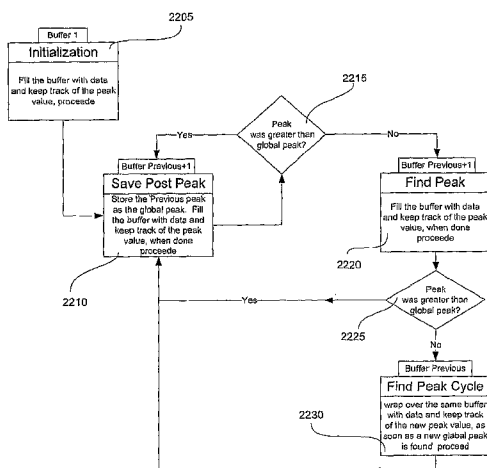 2205
Buffer 1
Initialization
Fill the buffer with data
and keep track of the peak
value, proceede
2215
Peak
was greater than
global peak?
Yes
No
Buffer Previous+1
Save Post Peak
Store the Previous peak
as the global peak. Fill
the buffer with data and
keep track of the peak
value, when done
proceede
2210
Buffer Previous+1
Find Peak
Fill the buffer with data
and keep track of the peak
value, when done
proceede
2220
Peak
was greater than
global peak?
2225
Yes
No
Buffer Previous
Find Peak Cycle
wrap over the same buffer
with data and keep track
of the new peak value, as
soon as a new global peak
is found proceed
2230